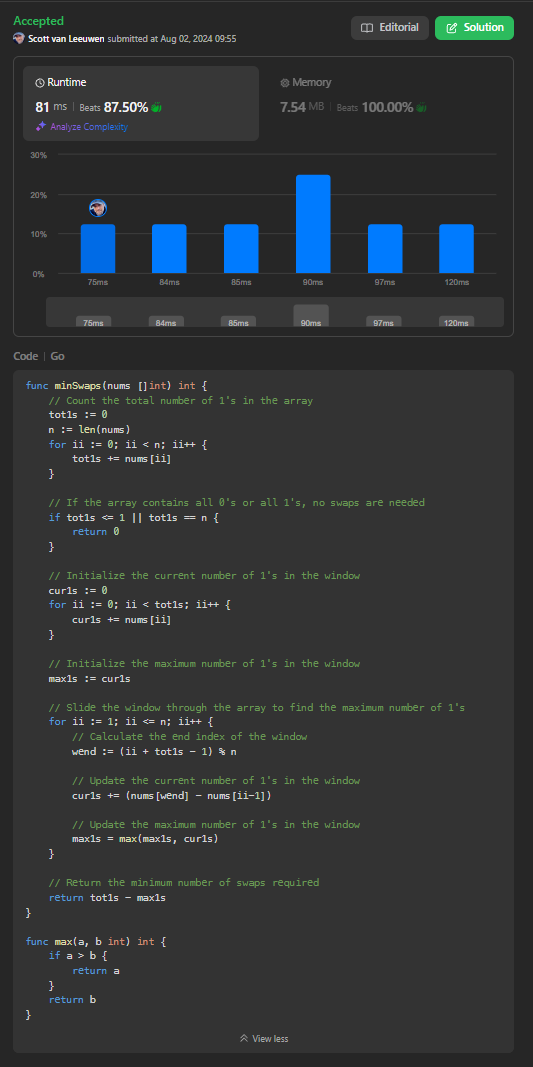 Accepted
Editorial
Solution
Scott van Leeuwen submitted at Aug 02, 2024 09:55
Runtime
81 ms | Beats 87.50%
Analyze Complexity
Memory
7.54 MB | Beats 100.00%
30%
20%
10%
0%
75ms 84ms 85ms 90ms 97ms 120ms
75ms 84ms 85ms 90ms 97ms 120ms
Code | Go
func minSwaps(nums []int) int {
    // Count the total number of 1's in the array
    tot1s := 0
    n := len(nums)
    for ii := 0; ii < n; ii++ {
        tot1s += nums[ii]
    }
    // If the array contains all 0's or all 1's, no swaps are needed
    if tot1s <= 1 || tot1s == n {
        return 0
    }
    // Initialize the current number of 1's in the window
    cur1s := 0
    for ii := 0; ii < tot1s; ii++ {
        cur1s += nums[ii]
    }
    // Initialize the maximum number of 1's in the window
    max1s := cur1s
    // Slide the window through the array to find the maximum number of 1's
    for ii := 1; ii <= n; ii++ {
        // Calculate the end index of the window
        wend := (ii + tot1s - 1) % n
        // Update the current number of 1's in the window
        cur1s += (nums[wend] - nums[ii-1])
        // Update the maximum number of 1's in the window
        max1s = max(max1s, cur1s)
    }
    // Return the minimum number of swaps required
    return tot1s - max1s
}
func max(a, b int) int {
    if a > b {
        return a
    }
    return b
}
View less